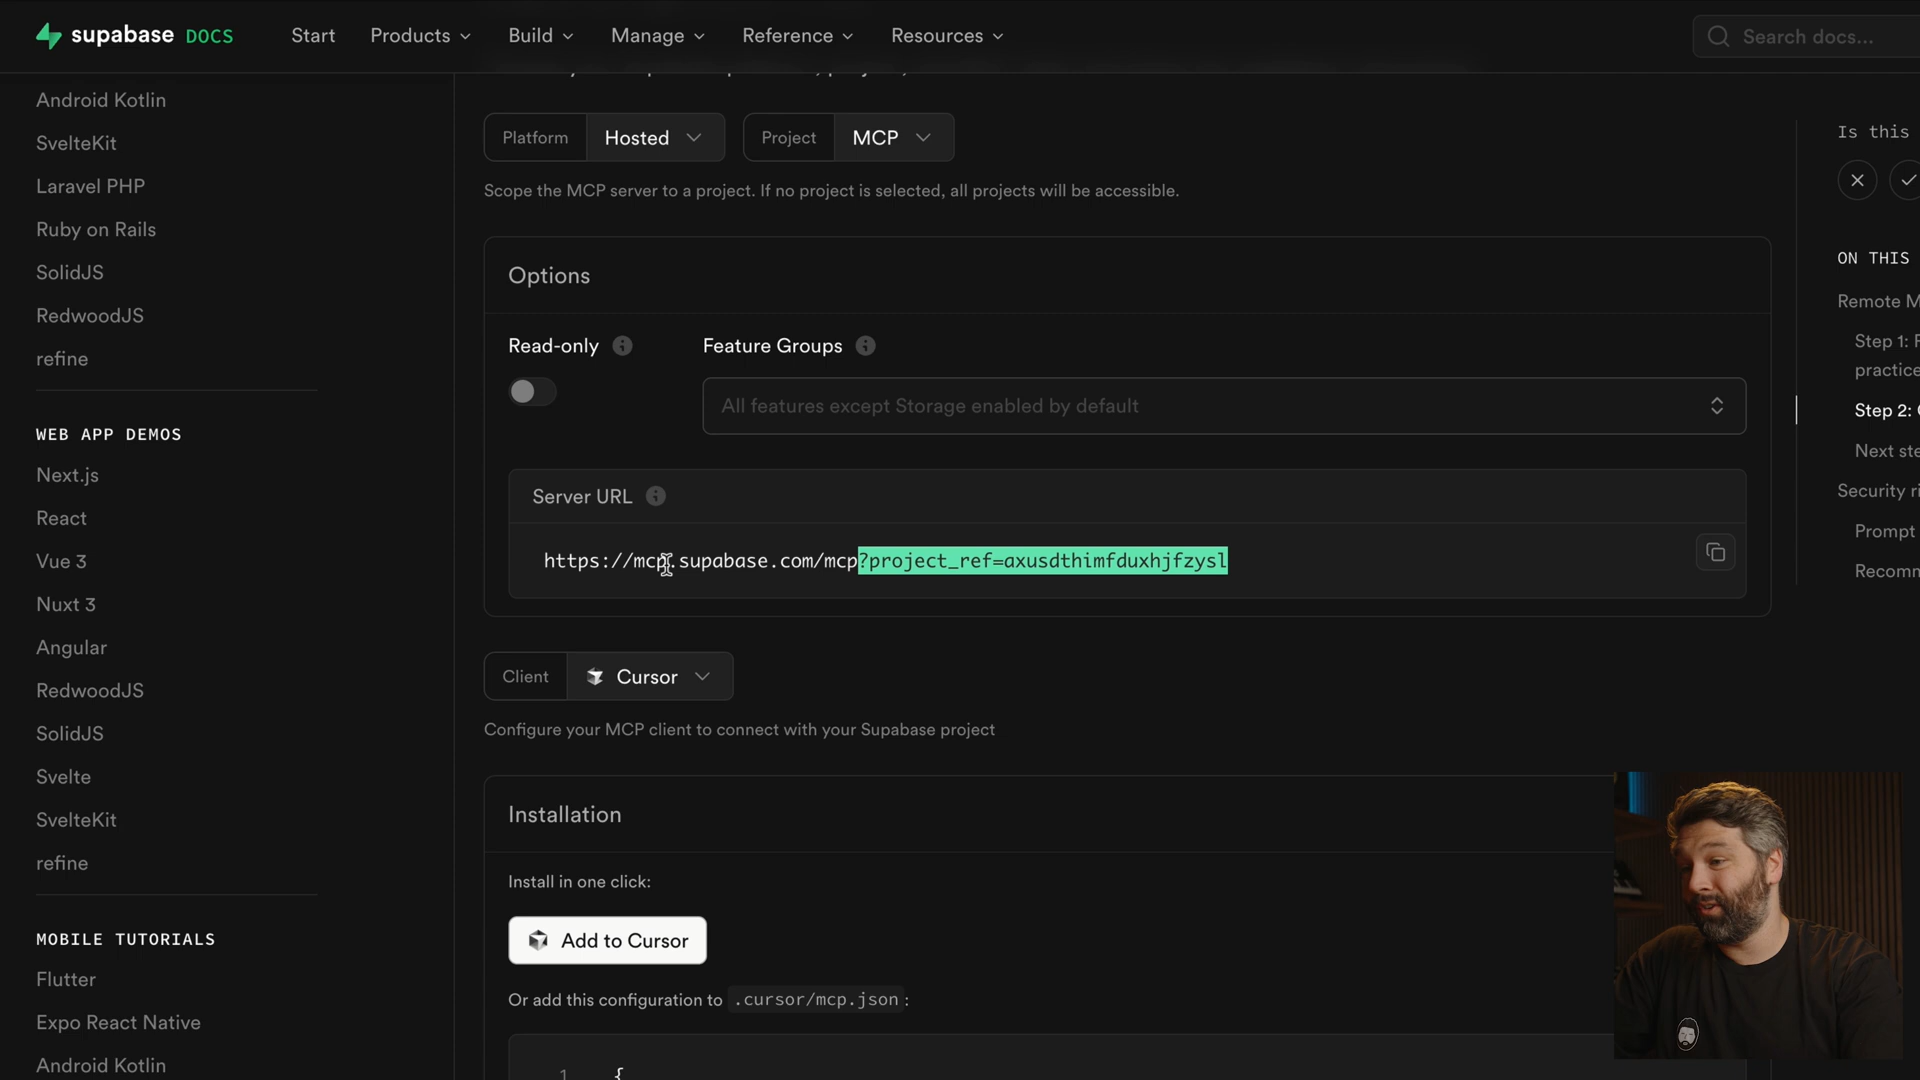 supabase DOCS
Start
Products
Build
Manage
Reference
Resources
Search docs...
Android Kotlin
SvelteKit
Laravel PHP
Ruby on Rails
SolidJS
RedwoodJS
refine
WEB APP DEMOS
Next.js
React
Vue 3
Nuxt 3
Angular
RedwoodJS
SolidJS
Svelte
SvelteKit
refine
MOBILE TUTORIALS
Flutter
Expo React Native
Android Kotlin
Platform Hosted
Project MCP
Scope the MCP server to a project. If no project is selected, all projects will be accessible.
Options
Read-only
Feature Groups
All features except Storage enabled by default
Server URL
https://mcp.supabase.com/mcp?project_ref=axusdthimfduxhjfzysl
Client Cursor
Configure your MCP client to connect with your Supabase project
Installation
Install in one click:
Add to Cursor
Or add this configuration to .cursor/mcp.json :
1 {
Is this
ON THIS
Remote M
Step 1:
practice
Step 2:
Next ste
Security ri
Prompt
Recomm